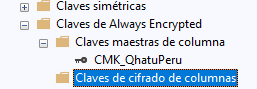 Claves simétricas
Claves de Always Encrypted
Claves maestras de columna
CMK_QhatuPeru
Claves de cifrado de columnas